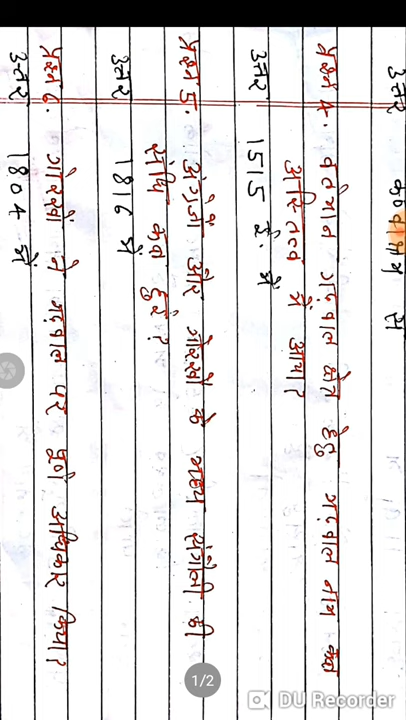 उत्तर से
प्रश्न 4. वर्तमान गढ़वाल क्षेत्र हेतु गढ़वाल नाम कब
अस्तित्व में आया?
उत्तर 1515 ई. में
प्रश्न 5. अंग्रेजों और गोरखों के मध्य संगोली की
संधि कब हुई?
उत्तर 1816 में
प्रश्न 6. गोरखों ने गढ़वाल पर पूर्ण अधिकार किया?
उत्तर 1804 में
1/2
DU Recorder